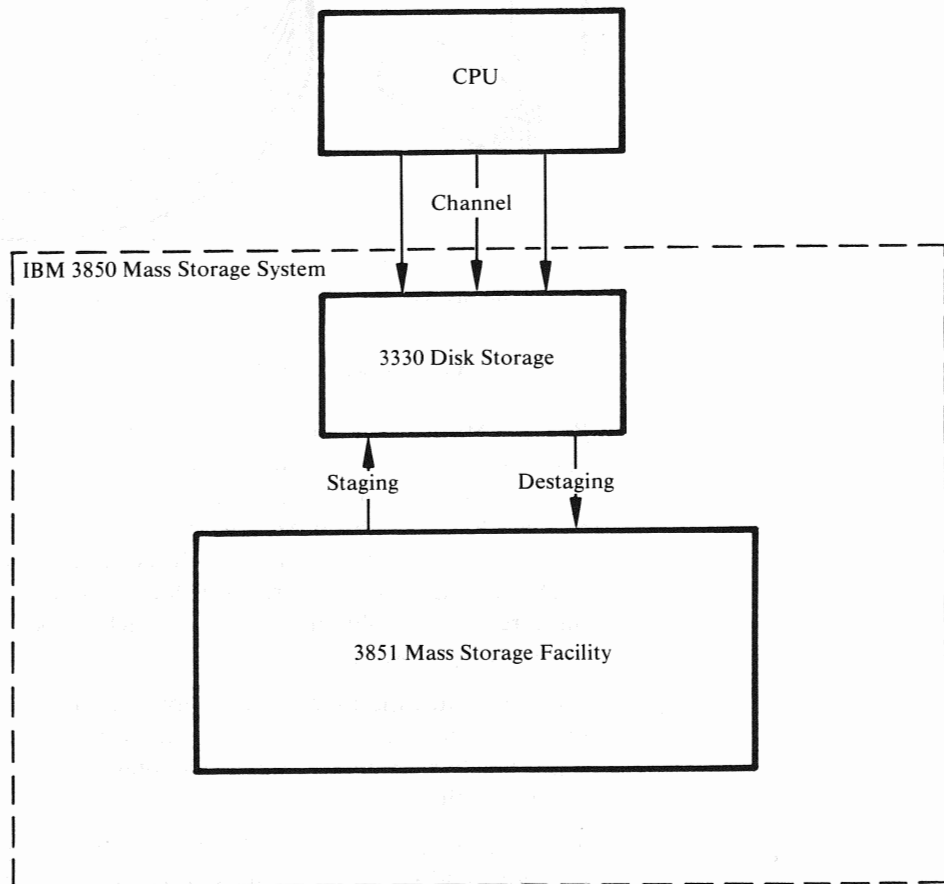 CPU
Channel
IBM 3850 Mass Storage System
3330 Disk Storage
Staging
Destaging
3851 Mass Storage Facility